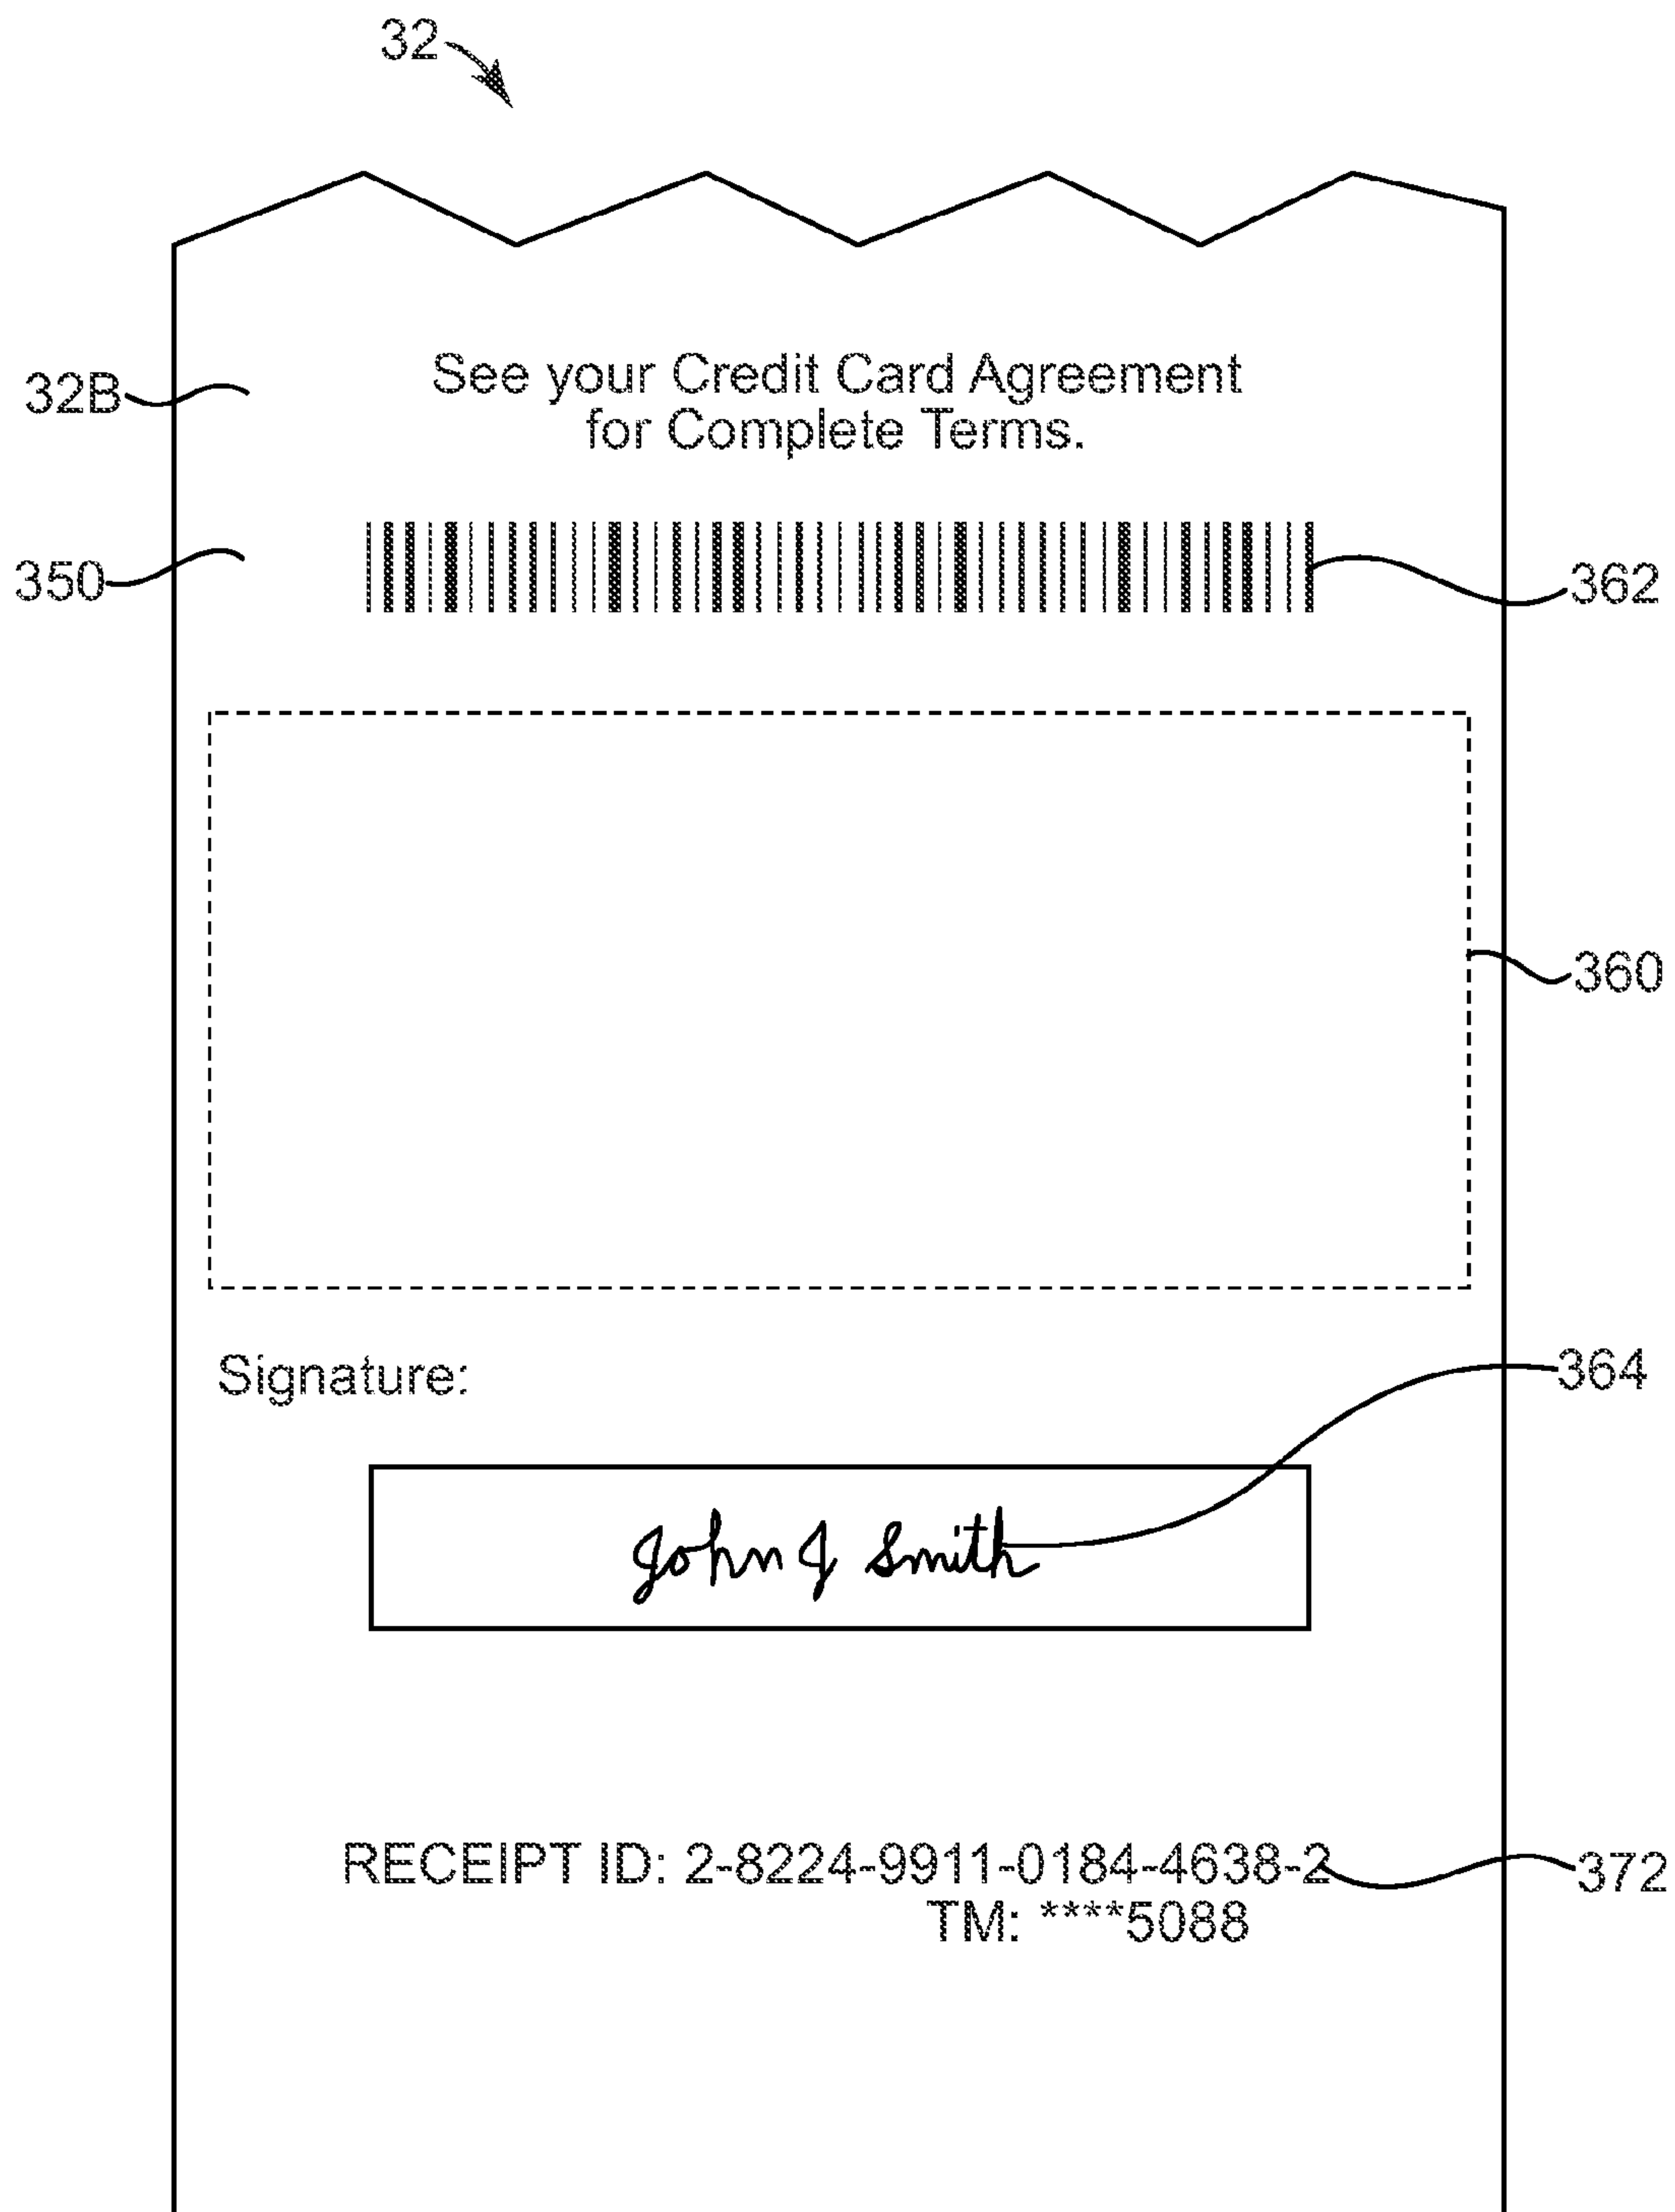 32
See your Credit Card Agreement
32B
for Complete Terms.
350
362
360
Signature:
364
John J Smith
RECEIPT ID: 2-8224-9911-0184-4638-2
372
TM: ****5088